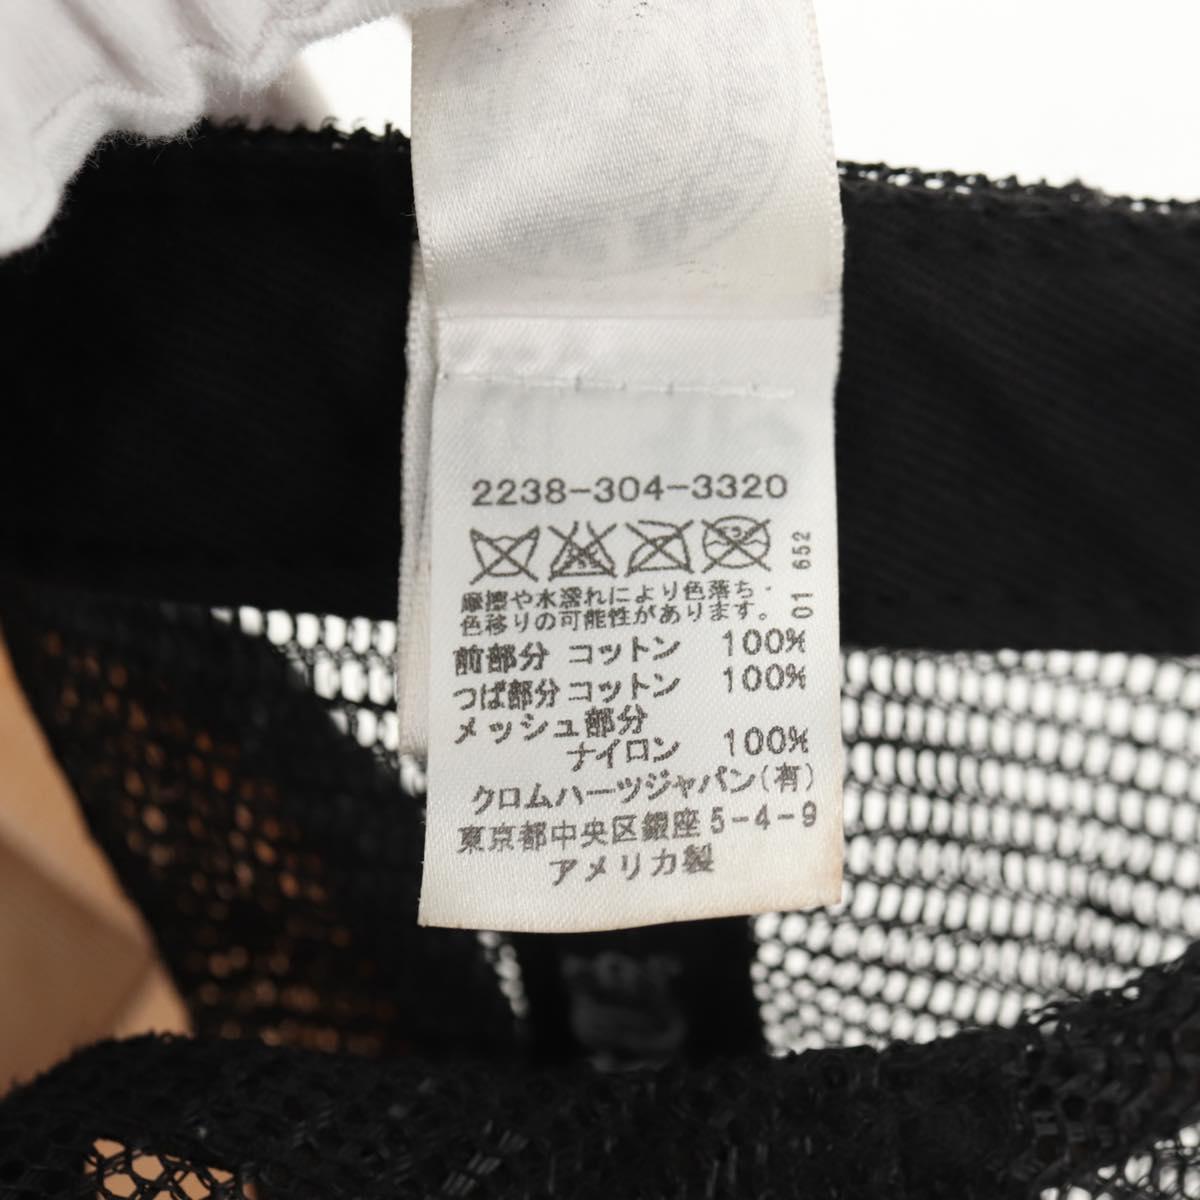 2238-304-3320
摩擦や水濡れにより色落ち・
色移りの可能性があります。
01 652
前部分 コットン 100%
つば部分 コットン 100%
メッシュ部分
ナイロン 100%
クロムハーツジャパン(有)
東京都中央区銀座5-4-9
アメリカ製